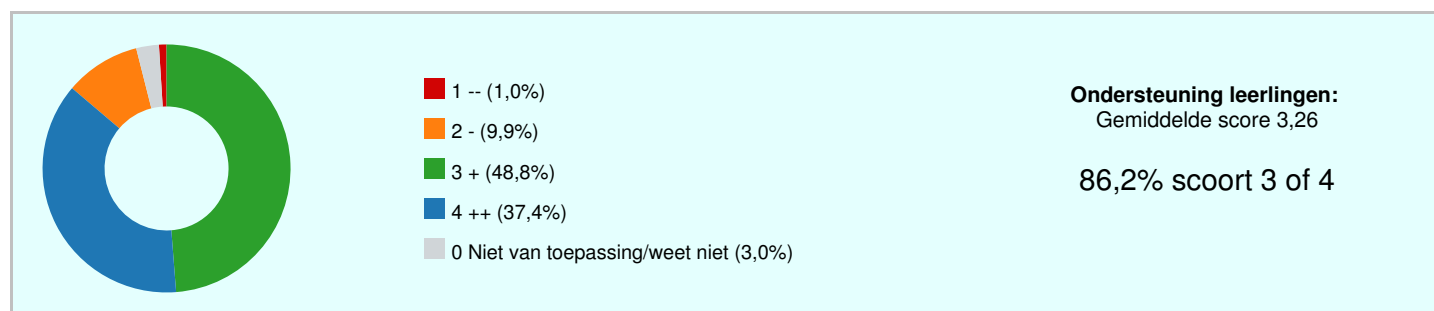 1 -- (1,0%)
2 - (9,9%)
3 + (48,8%)
4 ++ (37,4%)
0 Niet van toepassing/weet niet (3,0%)
Ondersteuning leerlingen:
Gemiddelde score 3,26
86,2% scoort 3 of 4